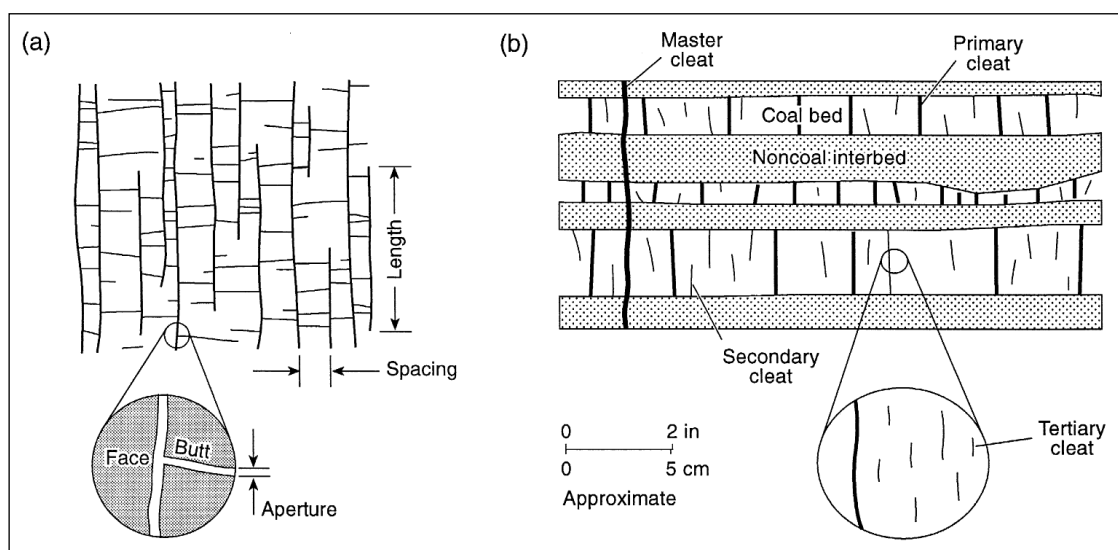 (a)
Length
Spacing
Face
Butt
Aperture
(b)
Master
cleat
Primary
cleat
Coal bed
Noncoal interbed
Secondary
cleat
0 2 in
0 5 cm
Approximate
Tertiary
cleat